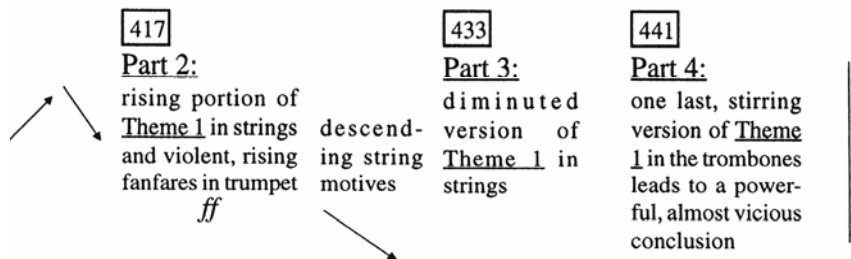 417
Part 2:
rising portion of
Theme 1 in strings
and violent, rising
fanfares in trumpet
ff
descend-
ing string
motives
433
Part 3:
diminuted
version of
Theme 1 in
strings
441
Part 4:
one last, stirring
version of Theme
1 in the trombones
leads to a power-
ful, almost vicious
conclusion